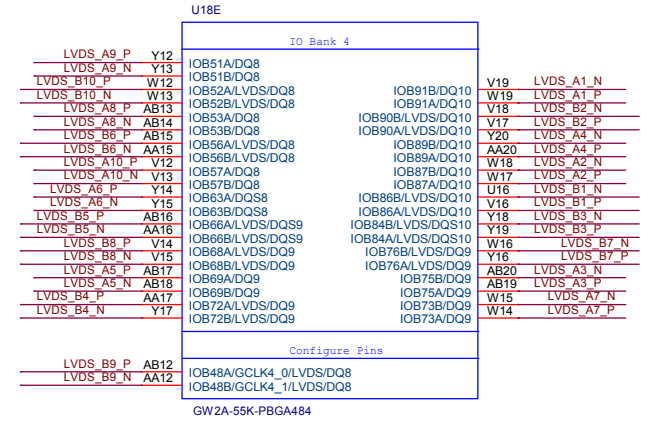 U18E
IO Bank 4
LVDS_A9_P Y12 IOB51A/DQ8
LVDS_A9_N Y13 IOB51B/DQ8
LVDS_B10_P W12 IOB52A/LVDS/DQ8 IOB91B/DQ10 V19 LVDS_A1_N
LVDS_B10_N W13 IOB52B/LVDS/DQ8 IOB91A/DQ10 W19 LVDS_A1_P
LVDS_A8_P AB13 IOB53A/DQ8 IOB90B/LVDS/DQ10 V18 LVDS_B2_N
LVDS_A8_N AB14 IOB53B/DQ8 IOB90A/LVDS/DQ10 V17 LVDS_B2_P
LVDS_B6_P AB15 IOB56A/LVDS/DQ8 IOB89B/DQ10 Y20 LVDS_A4_N
LVDS_B6_N AA15 IOB56B/LVDS/DQ8 IOB89A/DQ10 AA20 LVDS_A4_P
LVDS_A10_P V12 IOB57A/DQ8 IOB87B/DQ10 W18 LVDS_A2_N
LVDS_A10_N V13 IOB57B/DQ8 IOB87A/DQ10 W17 LVDS_A2_P
LVDS_A6_P Y14 IOB63A/DQS8 IOB86B/LVDS/DQ10 U16 LVDS_B1_N
LVDS_A6_N Y15 IOB63B/DQS8 IOB86A/LVDS/DQ10 V16 LVDS_B1_P
LVDS_B5_P AB16 IOB66A/LVDS/DQS9 IOB84B/LVDS/DQS10 Y18 LVDS_B3_N
LVDS_B5_N AA16 IOB66B/LVDS/DQS9 IOB84A/LVDS/DQS10 Y19 LVDS_B3_P
LVDS_B8_P V14 IOB68A/LVDS/DQ9 IOB76B/LVDS/DQ9 W16 LVDS_B7_N
LVDS_B8_N V15 IOB68B/LVDS/DQ9 IOB76A/LVDS/DQ9 Y16 LVDS_B7_P
LVDS_A5_P AB17 IOB69A/DQ9 IOB75B/DQ9 AB20 LVDS_A3_N
LVDS_A5_N AB18 IOB69B/DQ9 IOB75A/DQ9 AB19 LVDS_A3_P
LVDS_B4_P AA17 IOB72A/LVDS/DQ9 IOB73B/DQ9 W15 LVDS_A7_N
LVDS_B4_N Y17 IOB72B/LVDS/DQ9 IOB73A/DQ9 W14 LVDS_A7_P
Configure Pins
LVDS_B9_P AB12 IOB48A/GCLK4_0/LVDS/DQ8
LVDS_B9_N AA12 IOB48B/GCLK4_1/LVDS/DQ8
GW2A-55K-PBGA484